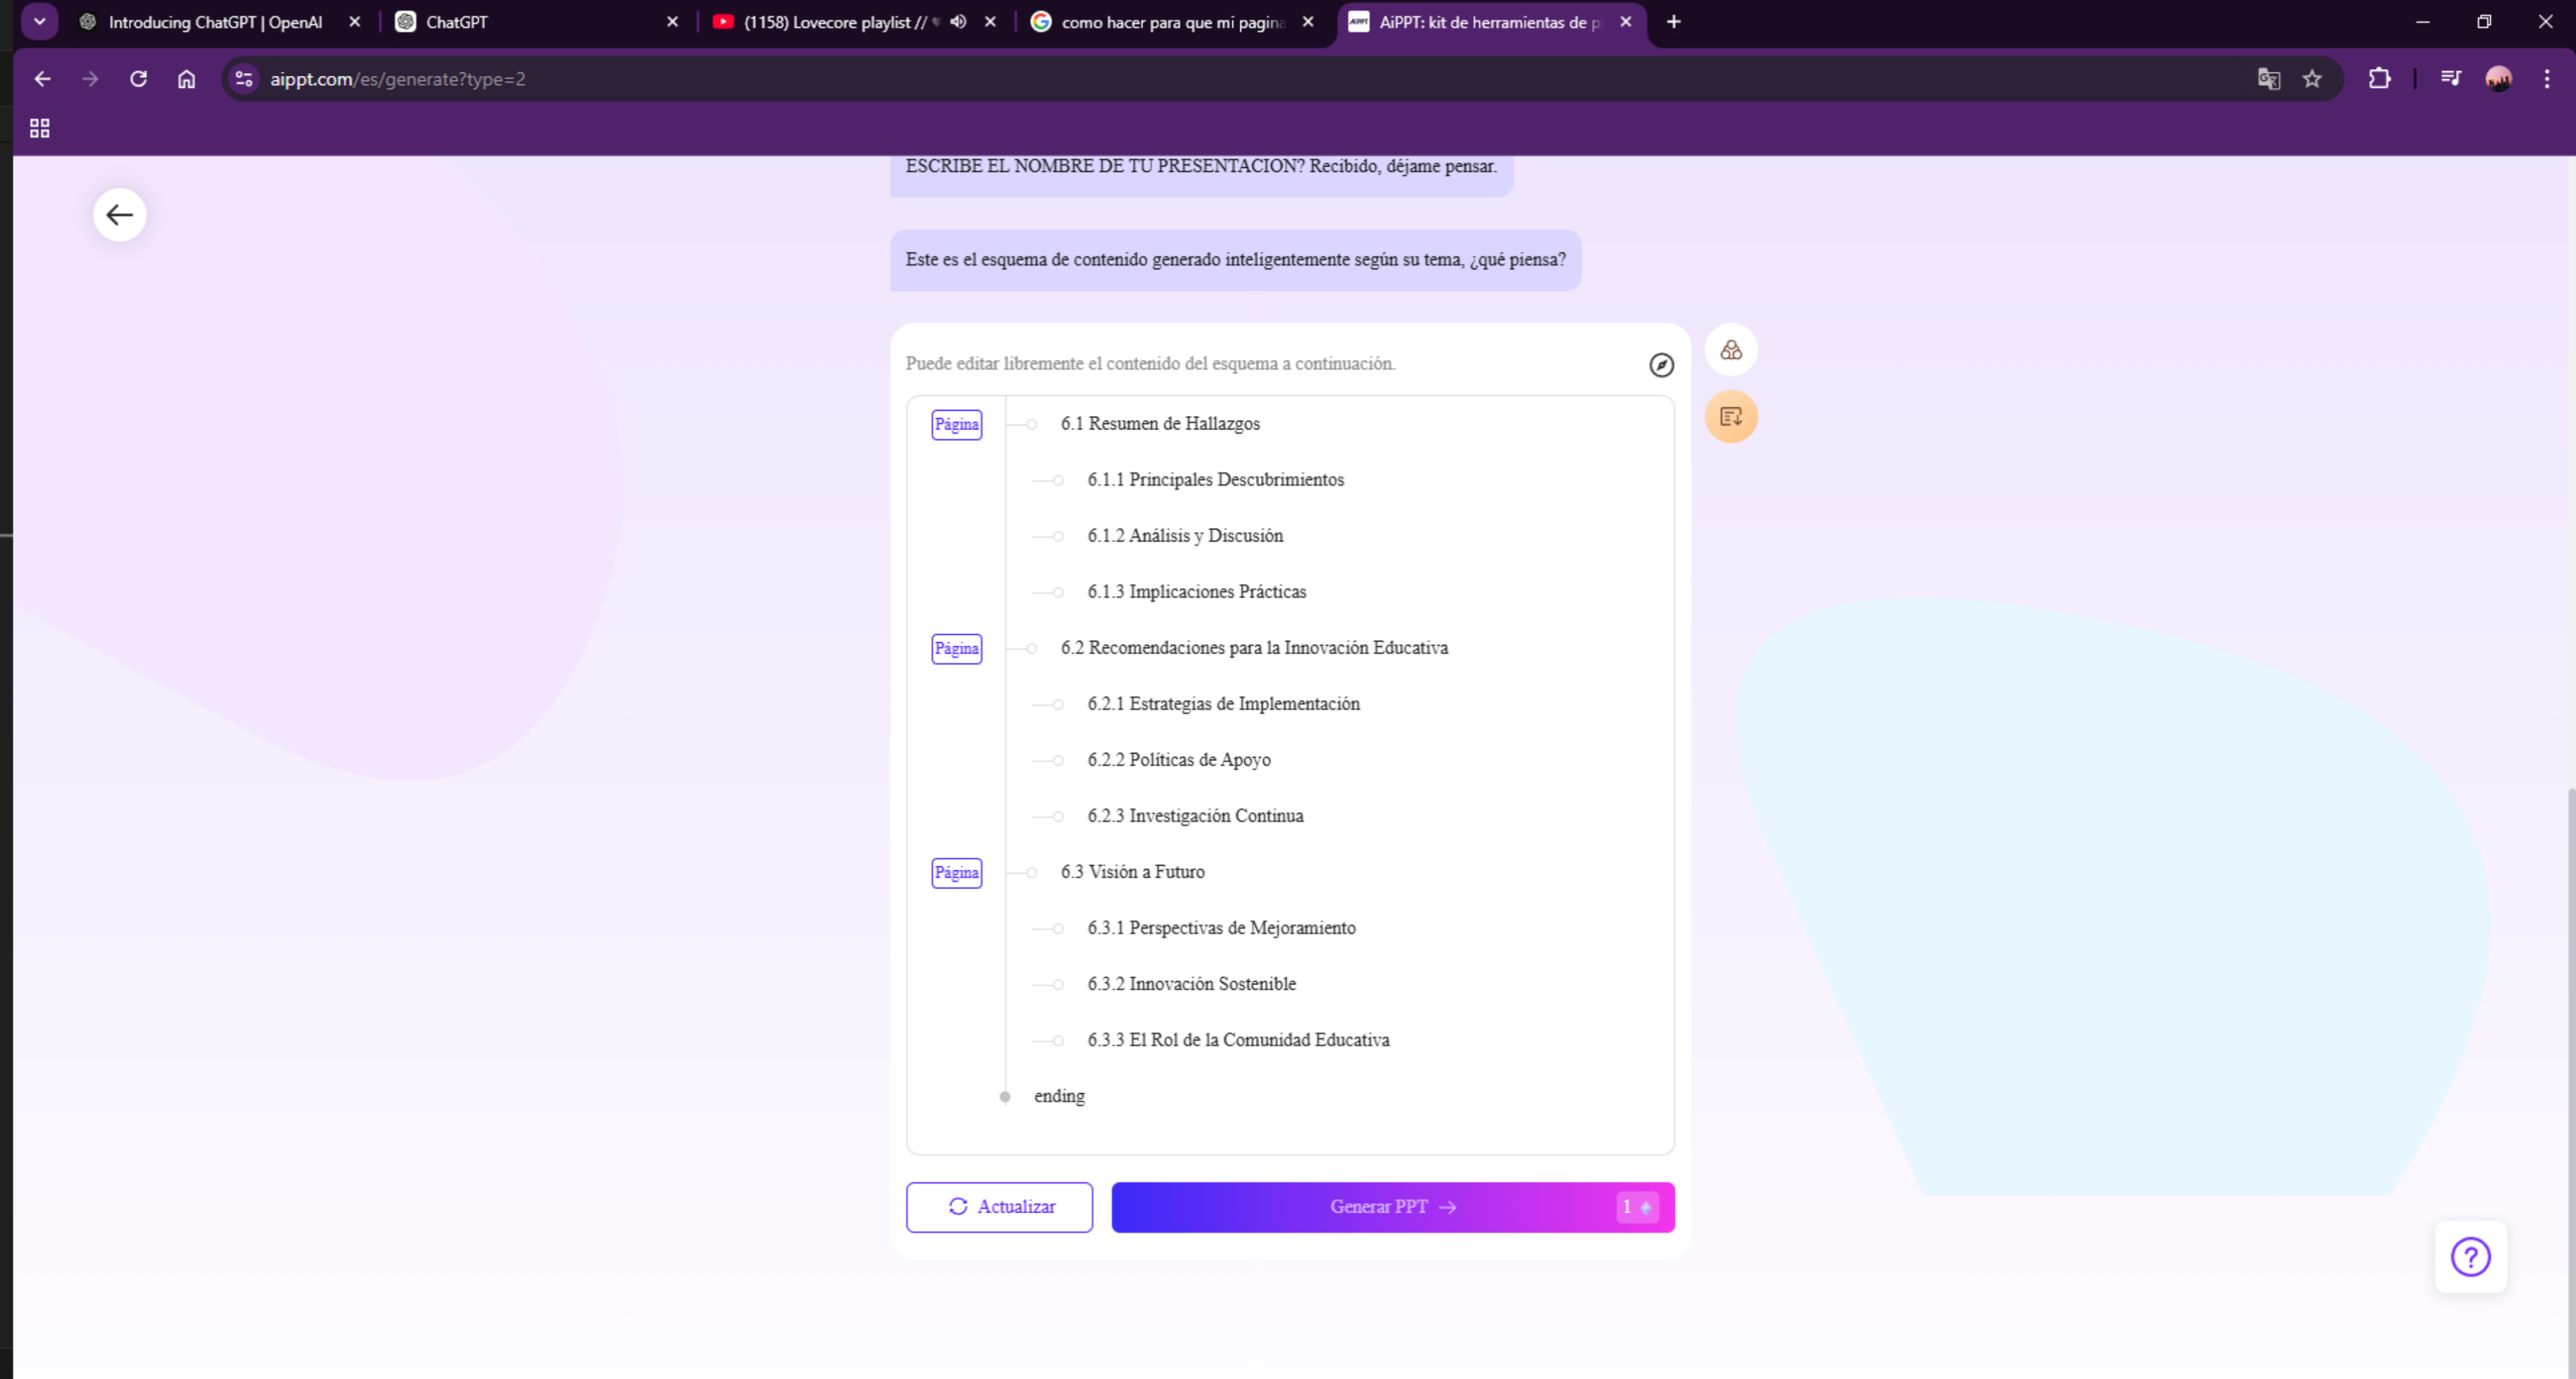 Introducing ChatGPT | OpenAI
ChatGPT
(1158) Lovecore playlist //
como hacer para que mi pagina
AiPPT: kit de herramientas de p
aippt.com/es/generate?type=2
ESCRIBE EL NOMBRE DE TU PRESENTACION? Recibido, déjame pensar.
Este es el esquema de contenido generado inteligentemente según su tema, ¿qué piensa?
Puede editar libremente el contenido del esquema a continuación.
Página 6.1 Resumen de Hallazgos
6.1.1 Principales Descubrimientos
6.1.2 Análisis y Discusión
6.1.3 Implicaciones Prácticas
Página 6.2 Recomendaciones para la Innovación Educativa
6.2.1 Estrategias de Implementación
6.2.2 Políticas de Apoyo
6.2.3 Investigación Continua
Página 6.3 Visión a Futuro
6.3.1 Perspectivas de Mejoramiento
6.3.2 Innovación Sostenible
6.3.3 El Rol de la Comunidad Educativa
ending
Actualizar
Generar PPT → 1